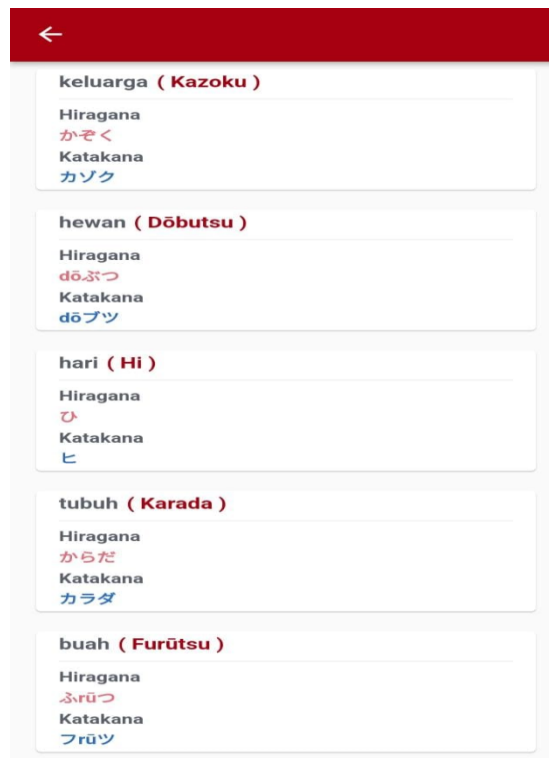 keluarga ( Kazoku )
Hiragana
かぞく
Katakana
カゾク
hewan ( Dōbutsu )
Hiragana
dōぶつ
Katakana
dōブツ
hari ( Hi )
Hiragana
ひ
Katakana
ヒ
tubuh ( Karada )
Hiragana
からだ
Katakana
カラダ
buah ( Furūtsu )
Hiragana
ふrūつ
Katakana
フrūツ